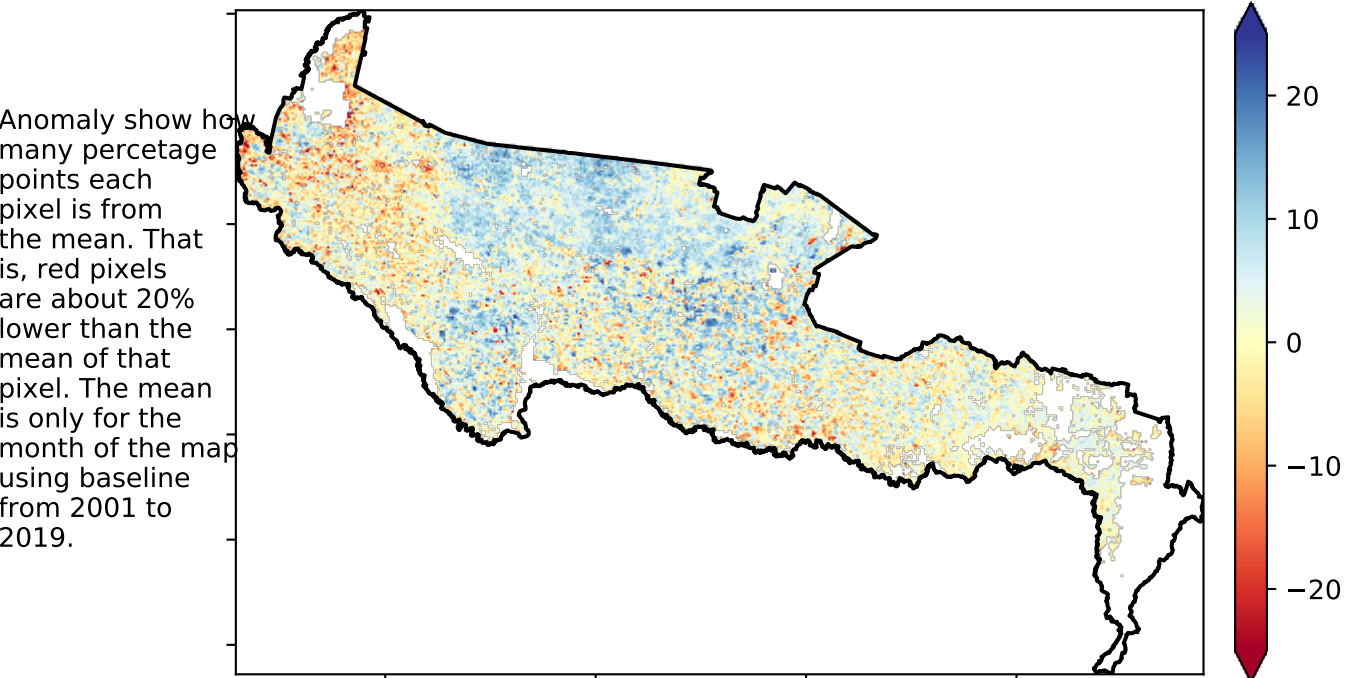 Anomaly show how
many percetage
points each
pixel is from
the mean. That
is, red pixels
are about 20%
lower than the
mean of that
pixel. The mean
is only for the
month of the map
using baseline
from 2001 to
2019.
20
10
0
−10
−20